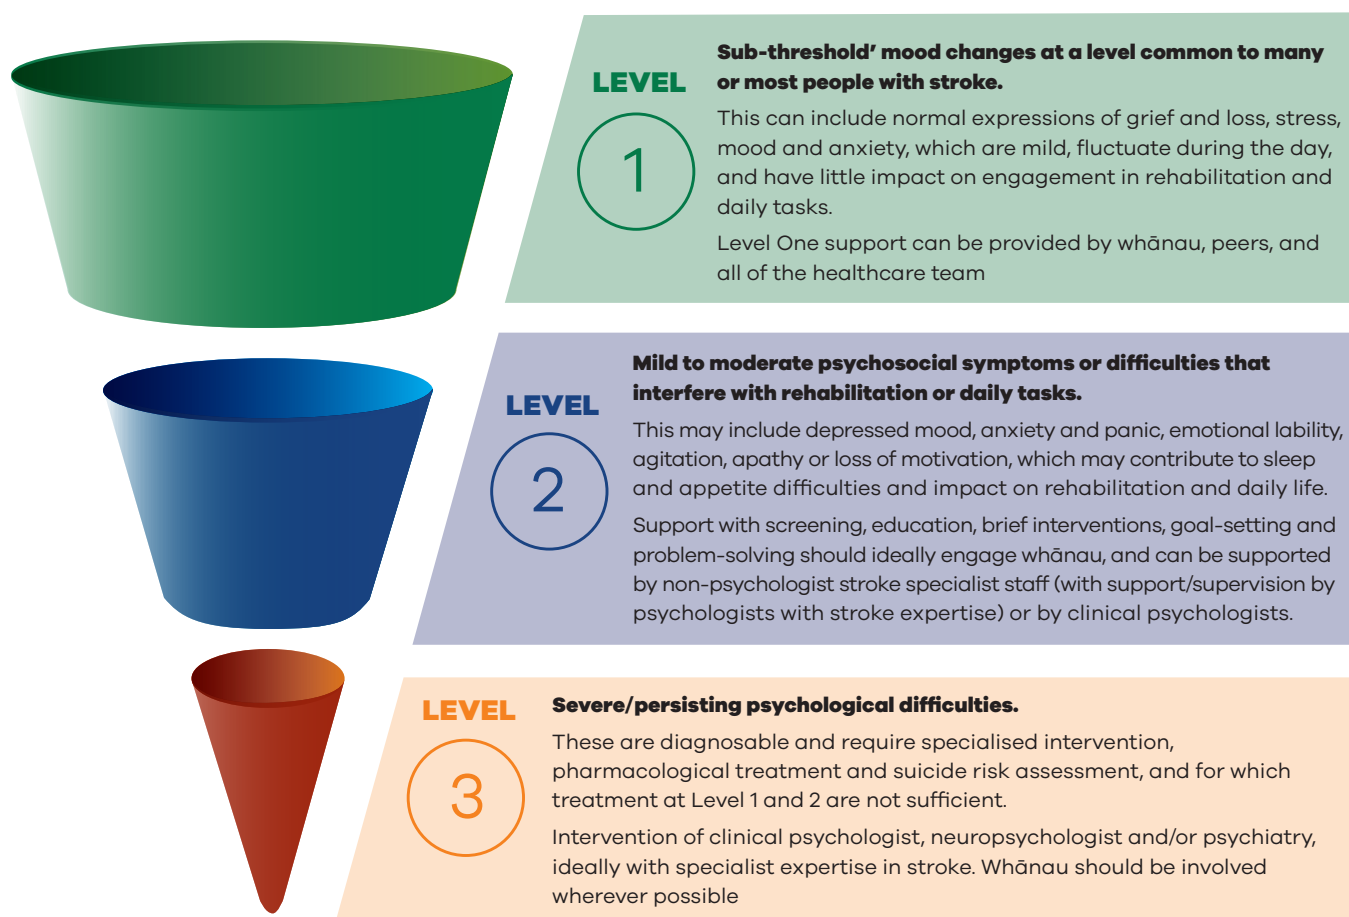 LEVEL
1
Sub-threshold’ mood changes at a level common to many
or most people with stroke.
This can include normal expressions of grief and loss, stress,
mood and anxiety, which are mild, fluctuate during the day,
and have little impact on engagement in rehabilitation and
daily tasks.
Level One support can be provided by whānau, peers, and
all of the healthcare team
LEVEL
2
Mild to moderate psychosocial symptoms or difficulties that
interfere with rehabilitation or daily tasks.
This may include depressed mood, anxiety and panic, emotional lability,
agitation, apathy or loss of motivation, which may contribute to sleep
and appetite difficulties and impact on rehabilitation and daily life.
Support with screening, education, brief interventions, goal-setting and
problem-solving should ideally engage whānau, and can be supported
by non-psychologist stroke specialist staff (with support/supervision by
psychologists with stroke expertise) or by clinical psychologists.
LEVEL
3
Severe/persisting psychological difficulties.
These are diagnosable and require specialised intervention,
pharmacological treatment and suicide risk assessment, and for which
treatment at Level 1 and 2 are not sufficient.
Intervention of clinical psychologist, neuropsychologist and/or psychiatry,
ideally with specialist expertise in stroke. Whānau should be involved
wherever possible